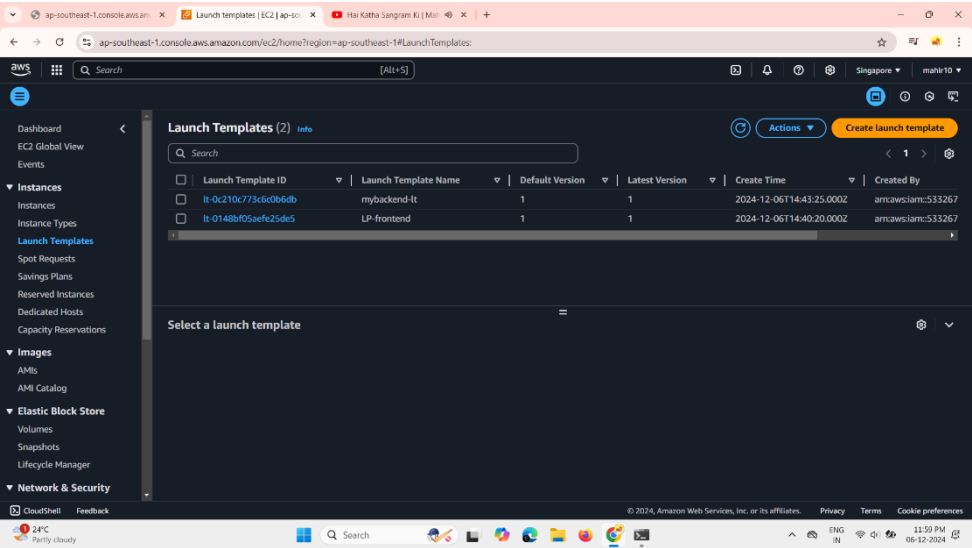 ap-southeast-1.console.aws.am
Launch templates | EC2 | ap-so
Hai Katha Sangram Ki | Mah
ap-southeast-1.console.aws.amazon.com/ec2/home?region=ap-southeast-1#LaunchTemplates:
aws
Search
[Alt+S]
Singapore
mahir10
Dashboard
EC2 Global View
Events
Instances
Instances
Instance Types
Launch Templates
Spot Requests
Savings Plans
Reserved Instances
Dedicated Hosts
Capacity Reservations
Images
AMIs
AMI Catalog
Elastic Block Store
Volumes
Snapshots
Lifecycle Manager
Network & Security
Launch Templates (2) Info
Actions
Create launch template
Search
1
Launch Template ID Launch Template Name Default Version Latest Version Create Time Created By
lt-0c210c773c6c0b6db mybackend-lt 1 1 2024-12-06T14:43:25.000Z arn:aws:iam::533267
lt-0148bf05aefe25de5 LP-frontend 1 1 2024-12-06T14:40:20.000Z arn:aws:iam::533267
Select a launch template
CloudShell Feedback © 2024, Amazon Web Services, Inc. or its affiliates. Privacy Terms Cookie preferences
1
24°C
Partly cloudy
Search
ENG
IN
11:59 PM
06-12-2024